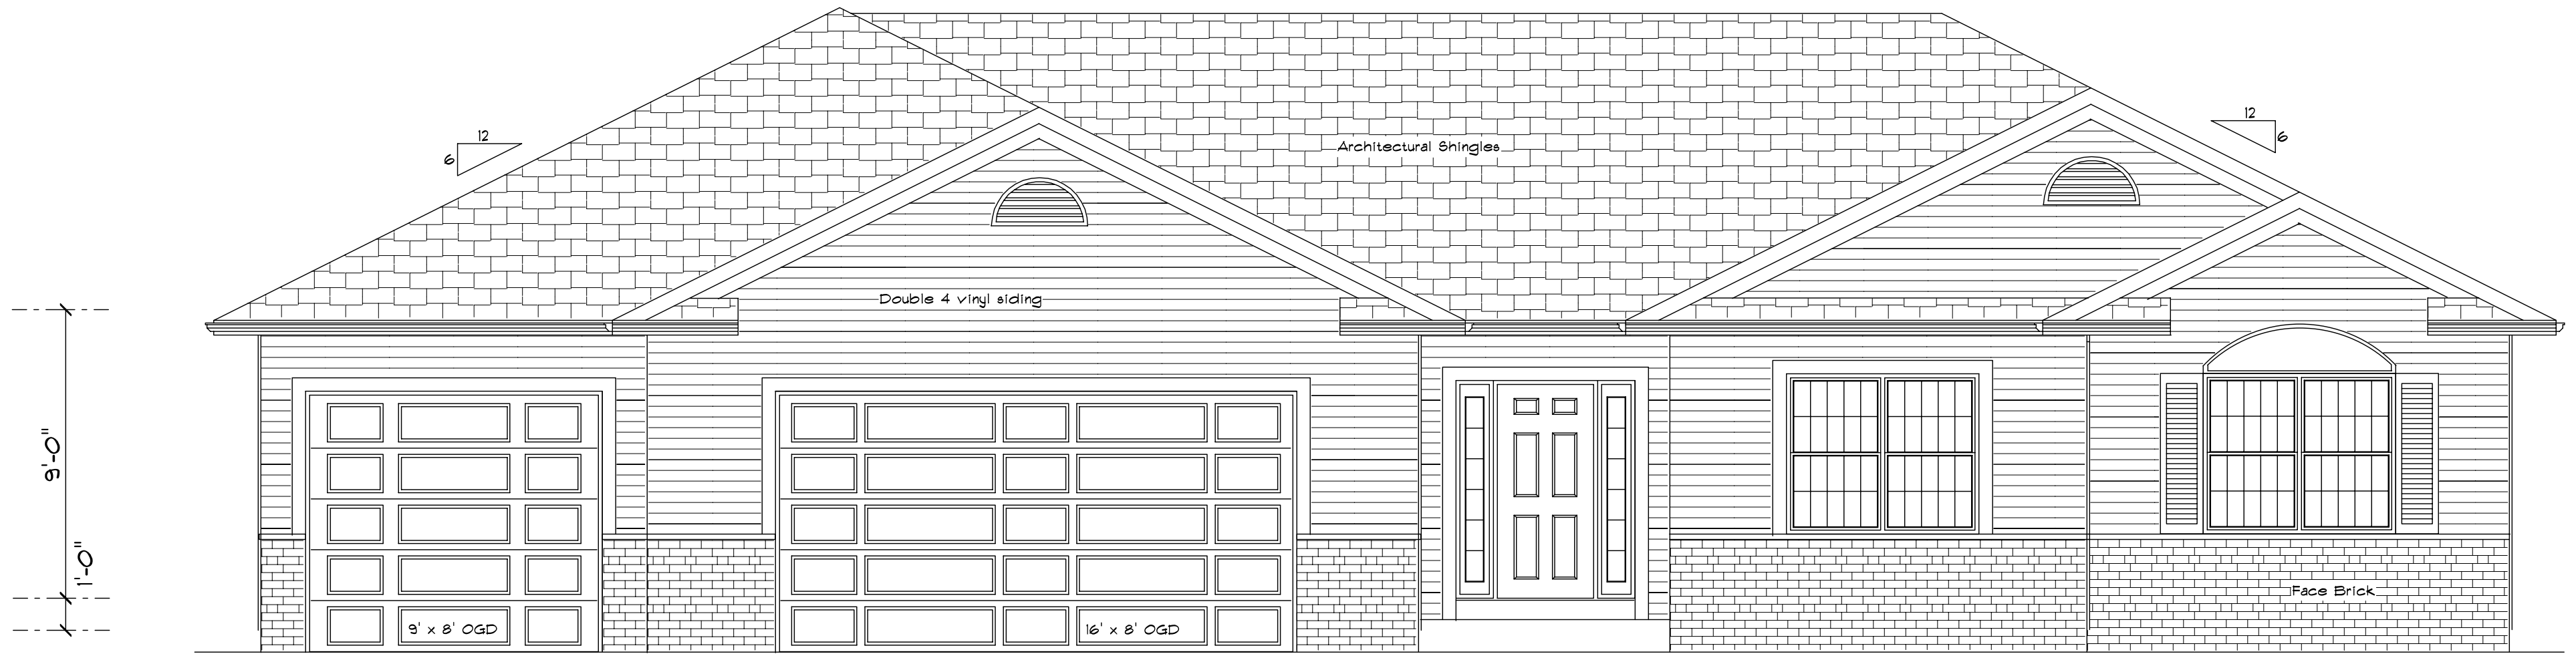 12
6
12
6
Architectural Shingles
Double 4 vinyl siding
9'-0"
1'-0"
Face Brick
9' x 8' OGD
16' x 8' OGD